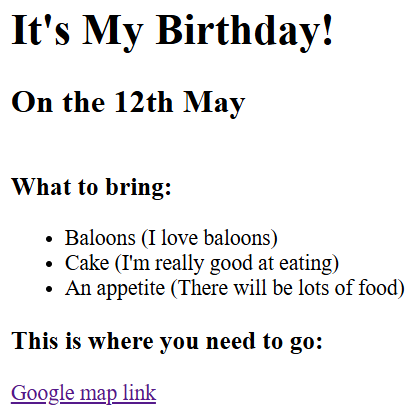 It's My Birthday!
On the 12th May
What to bring:
• Baloons (I love baloons)
• Cake (I'm really good at eating)
• An appetite (There will be lots of food)
This is where you need to go:
Google map link